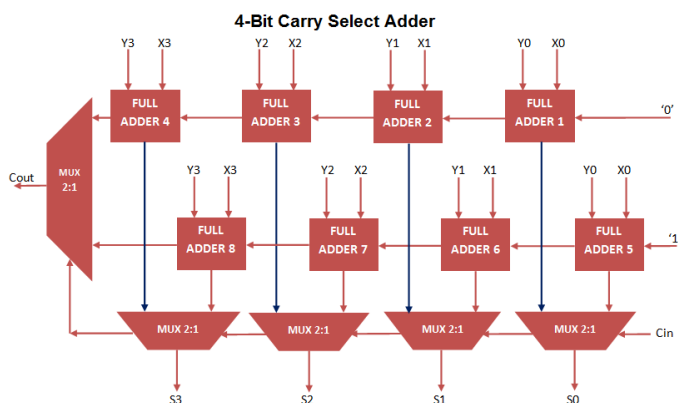 4-Bit Carry Select Adder
Y3 X3 Y2 X2 Y1 X1 Y0 X0
FULL ADDER 4
FULL ADDER 3
FULL ADDER 2
FULL ADDER 1
'0'
MUX 2:1
Cout
Y3 X3 Y2 X2 Y1 X1 Y0 X0
FULL ADDER 8
FULL ADDER 7
FULL ADDER 6
FULL ADDER 5
'1
MUX 2:1 MUX 2:1 MUX 2:1 MUX 2:1 Cin
S3 S2 S1 S0